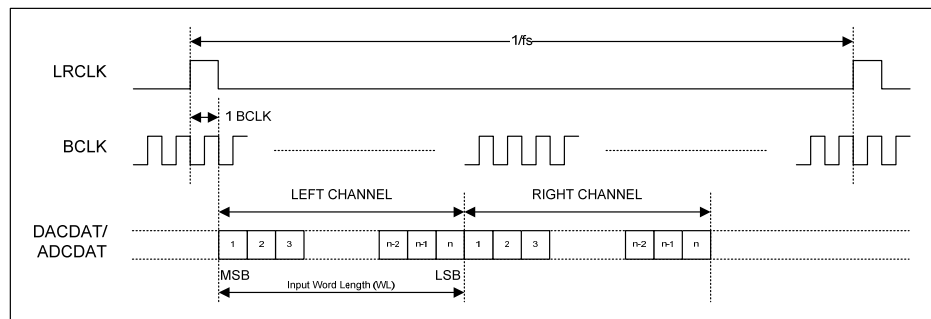 1/fs
LRCLK
1 BCLK
BCLK
LEFT CHANNEL
RIGHT CHANNEL
DACDAT/
ADCDAT
1 2 3 n-2 n-1 n 1 2 3 n-2 n-1 n
MSB LSB
Input Word Length (WL)